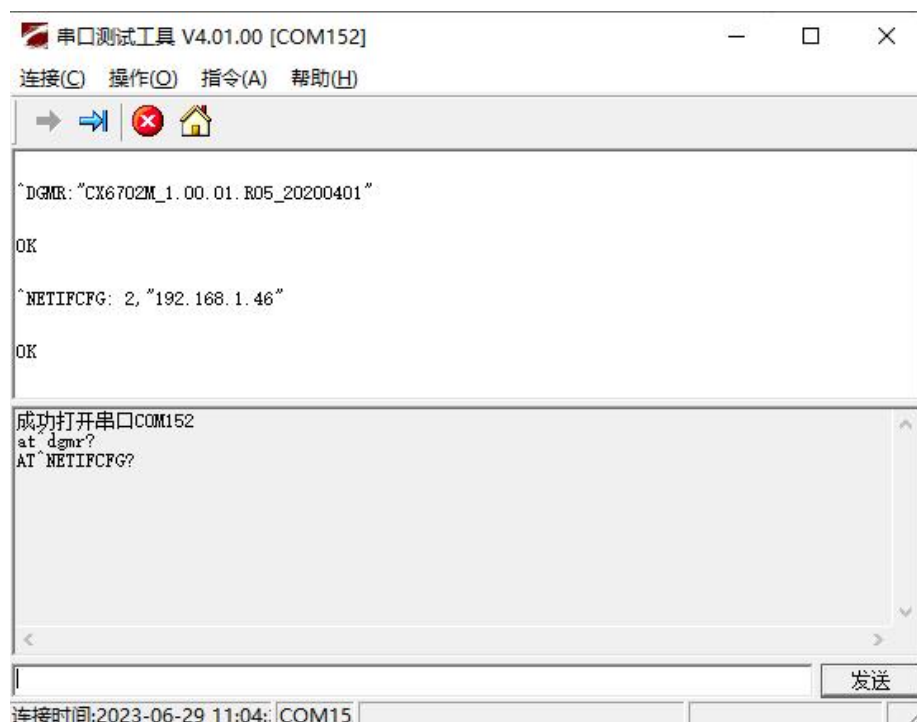 串口测试工具 V4.01.00 [COM152]
连接(C) 操作(O) 指令(A) 帮助(H)
^DGMR:"CX6702M_1.00.01.R05_20200401"
OK
^NETIFCFG: 2,"192.168.1.46"
OK
成功打开串口COM152
at^dgmr?
AT^NETIFCFG?
发送
连接时间:2023-06-29 11:04: COM15